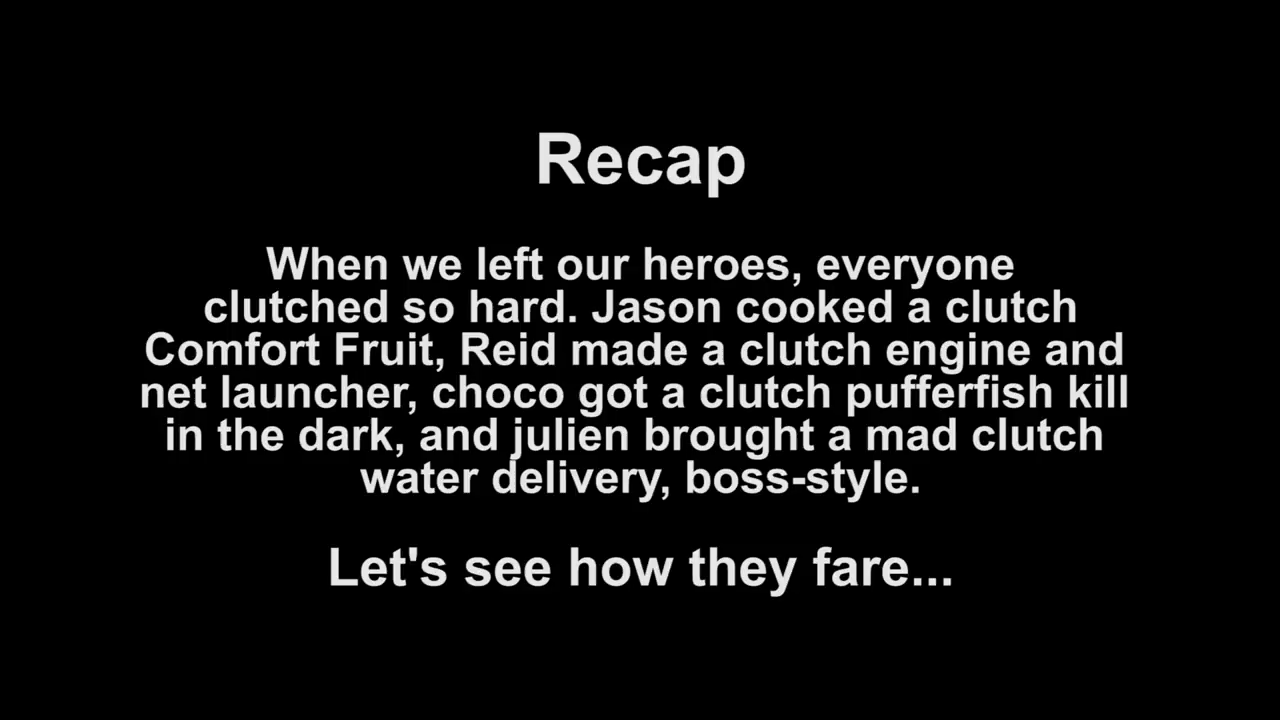 Recap
When we left our heroes, everyone
clutched so hard. Jason cooked a clutch
Comfort Fruit, Reid made a clutch engine and
net launcher, choco got a clutch pufferfish kill
in the dark, and julien brought a mad clutch
water delivery, boss-style.
Let's see how they fare...